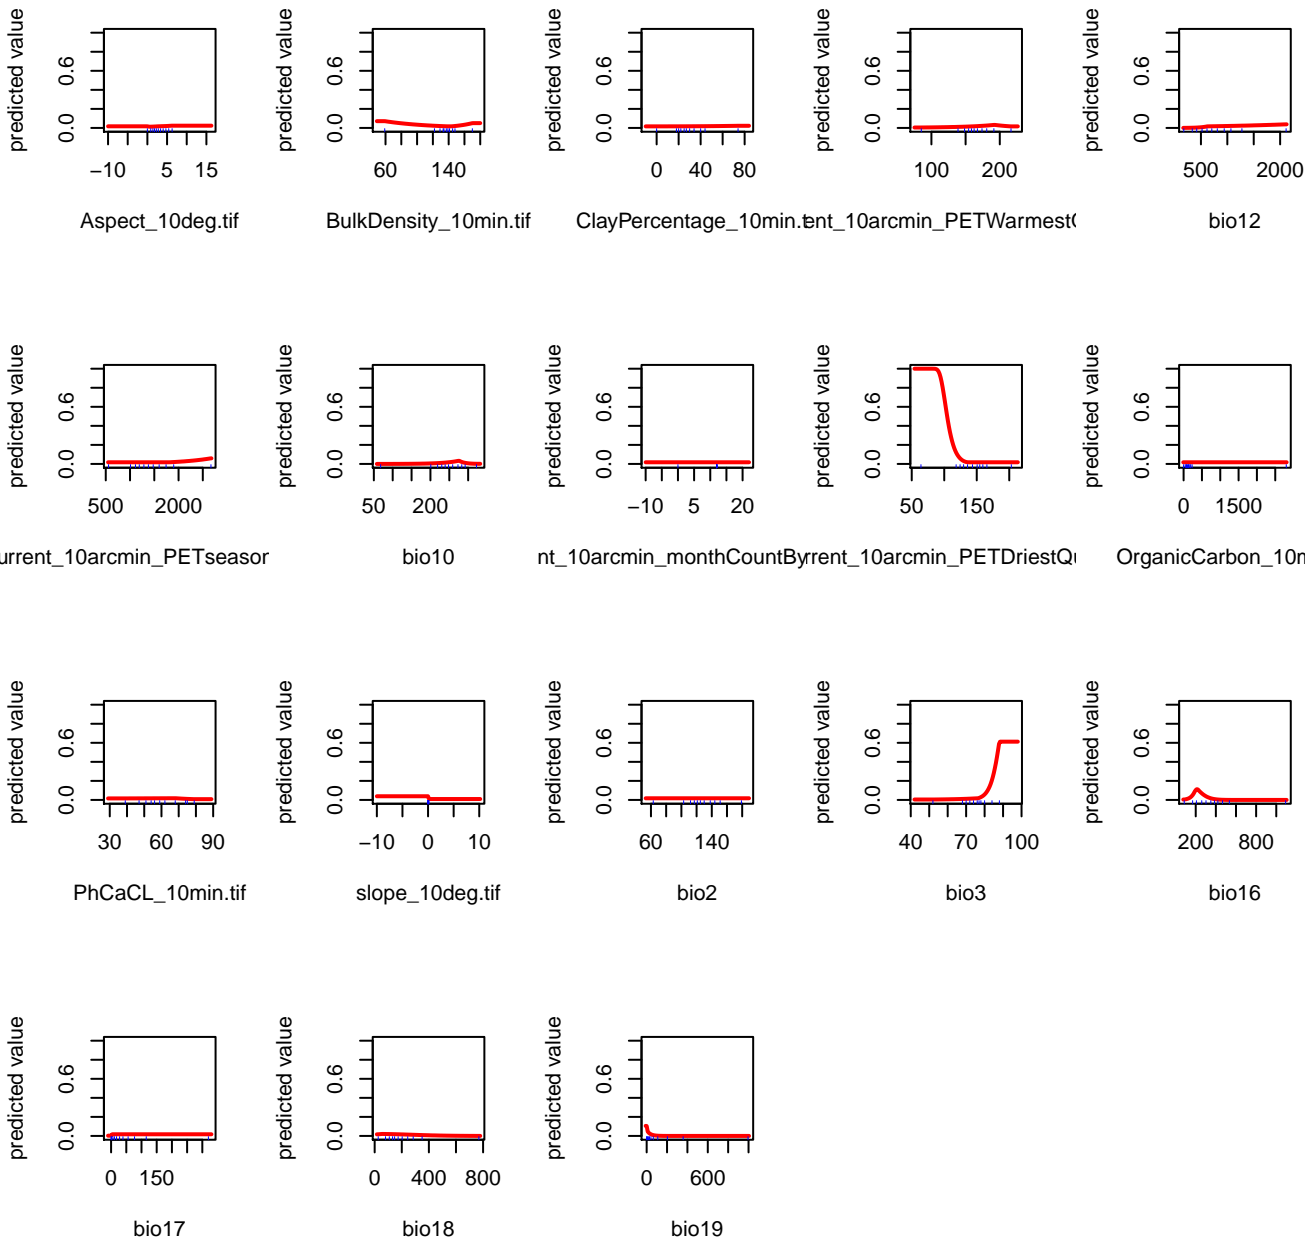 predicted value
0.0 0.6
−10 5 15
Aspect_10deg.tif
predicted value
0.0 0.6
60 140
BulkDensity_10min.tif
predicted value
0.0 0.6
0 40 80
ClayPercentage_10min.t
predicted value
0.0 0.6
100 200
ent_10arcmin_PETWarmestQ
predicted value
0.0 0.6
500 2000
bio12
predicted value
0.0 0.6
500 2000
urrent_10arcmin_PETseason
predicted value
0.0 0.6
50 200
bio10
predicted value
0.0 0.6
−10 5 20
nt_10arcmin_monthCountBy
predicted value
0.0 0.6
50 150
rrent_10arcmin_PETDriestQu
predicted value
0.0 0.6
0 1500
OrganicCarbon_10m
predicted value
0.0 0.6
30 60 90
PhCaCL_10min.tif
predicted value
0.0 0.6
−10 0 10
slope_10deg.tif
predicted value
0.0 0.6
60 140
bio2
predicted value
0.0 0.6
40 70 100
bio3
predicted value
0.0 0.6
200 800
bio16
predicted value
0.0 0.6
0 150
bio17
predicted value
0.0 0.6
0 400 800
bio18
predicted value
0.0 0.6
0 600
bio19